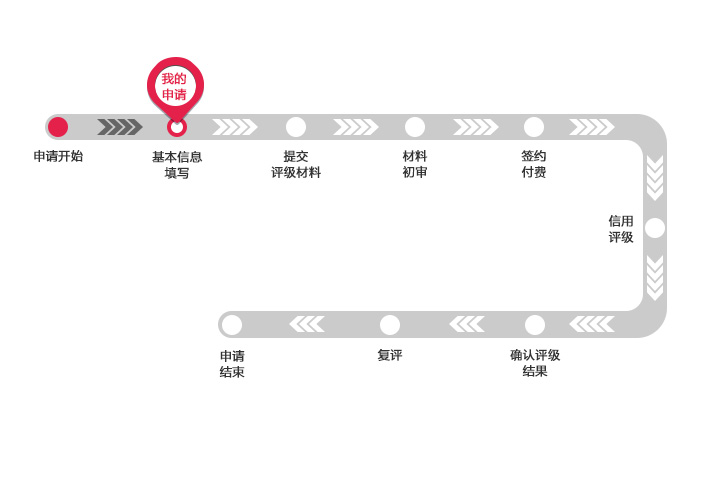 我的
申请
申请开始
基本信息
填写
提交
评级材料
材料
初审
签约
付费
信用
评级
确认评级
结果
复评
申请
结束